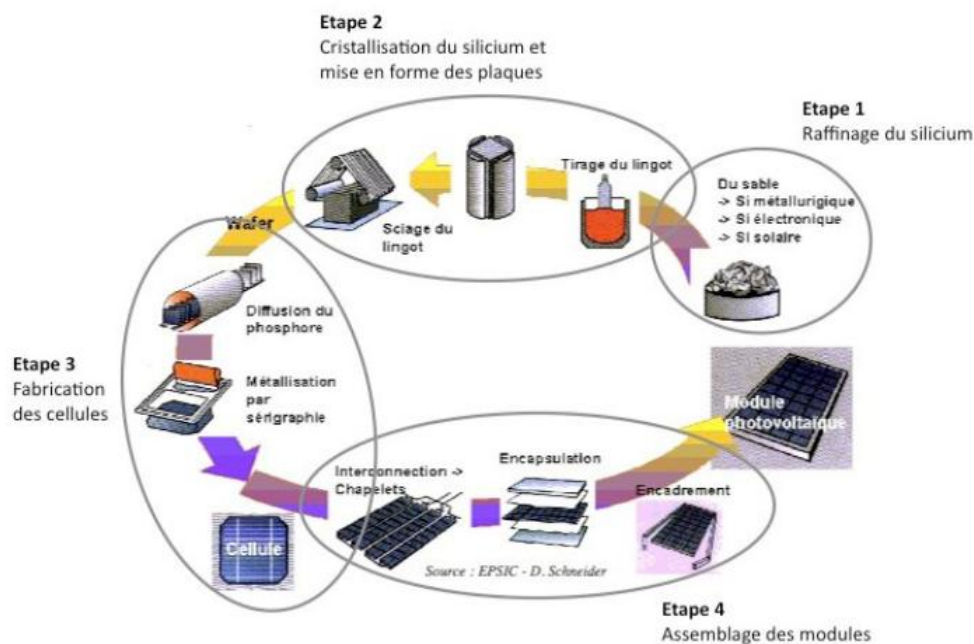 Etape 2
Cristallisation du silicium et
mise en forme des plaques
Etape 1
Raffinage du silicium
Tirage du lingot
Du sable
-> Si métallurigique
-> Si électronique
-> Si solaire
Sciage du
lingot
Wafer
Diffusion du
phosphore
Etape 3
Fabrication
des cellules
Métallisation
par
sérigraphie
Module
photovoltaïque
Interconnection ->
Chapelets
Encapsulation
Encadrement
Cellule
Source : EPSIC - D. Schneider
Etape 4
Assemblage des modules